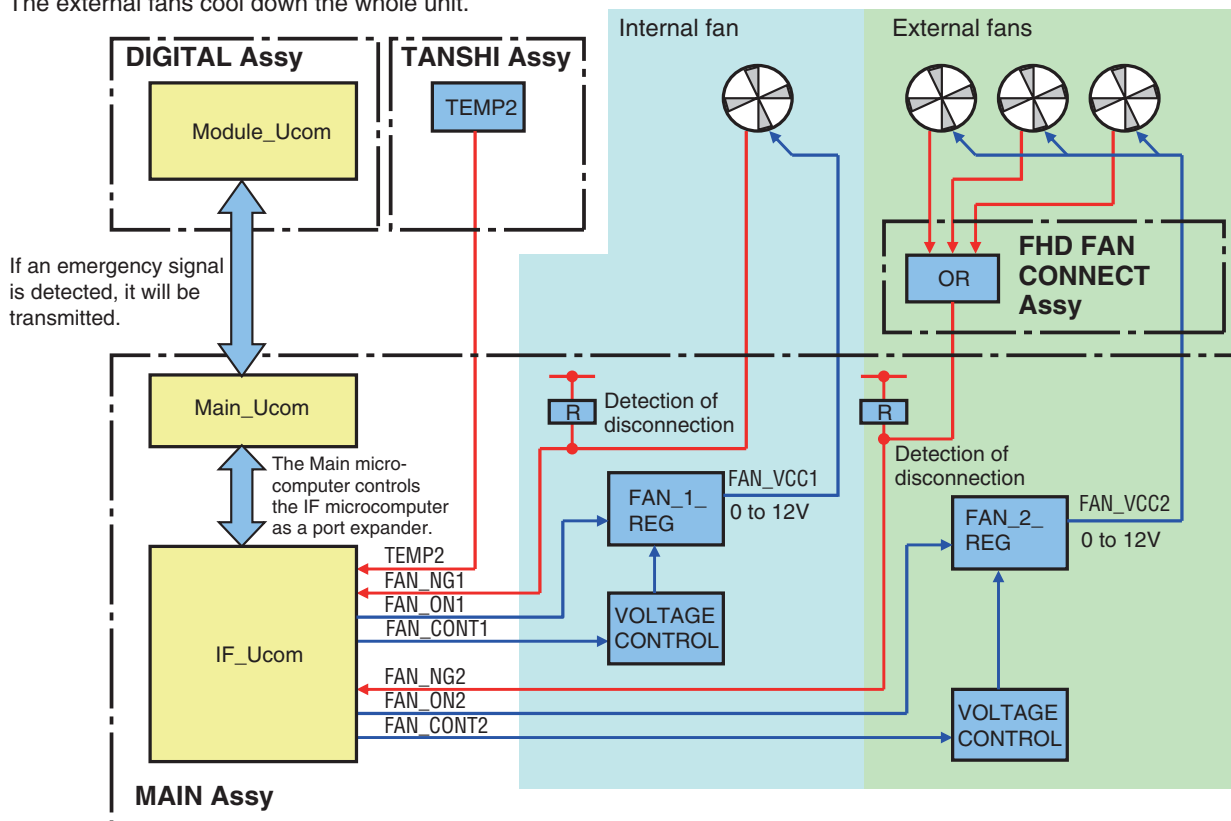 The external fans cool down the whole unit.
Internal fan
External fans
DIGITAL Assy
TANSHI Assy
Module_Ucom
TEMP2
If an emergency signal
is detected, it will be
transmitted.
OR
FHD FAN
CONNECT
Assy
Main_Ucom
R
Detection of
disconnection
R
Detection of
disconnection
The Main micro-
computer controls
the IF microcomputer
as a port expander.
FAN_1_
REG
FAN_VCC1
0 to 12V
FAN_2_
REG
FAN_VCC2
0 to 12V
IF_Ucom
TEMP2
FAN_NG1
FAN_ON1
FAN_CONT1
VOLTAGE
CONTROL
FAN_NG2
FAN_ON2
FAN_CONT2
VOLTAGE
CONTROL
MAIN Assy